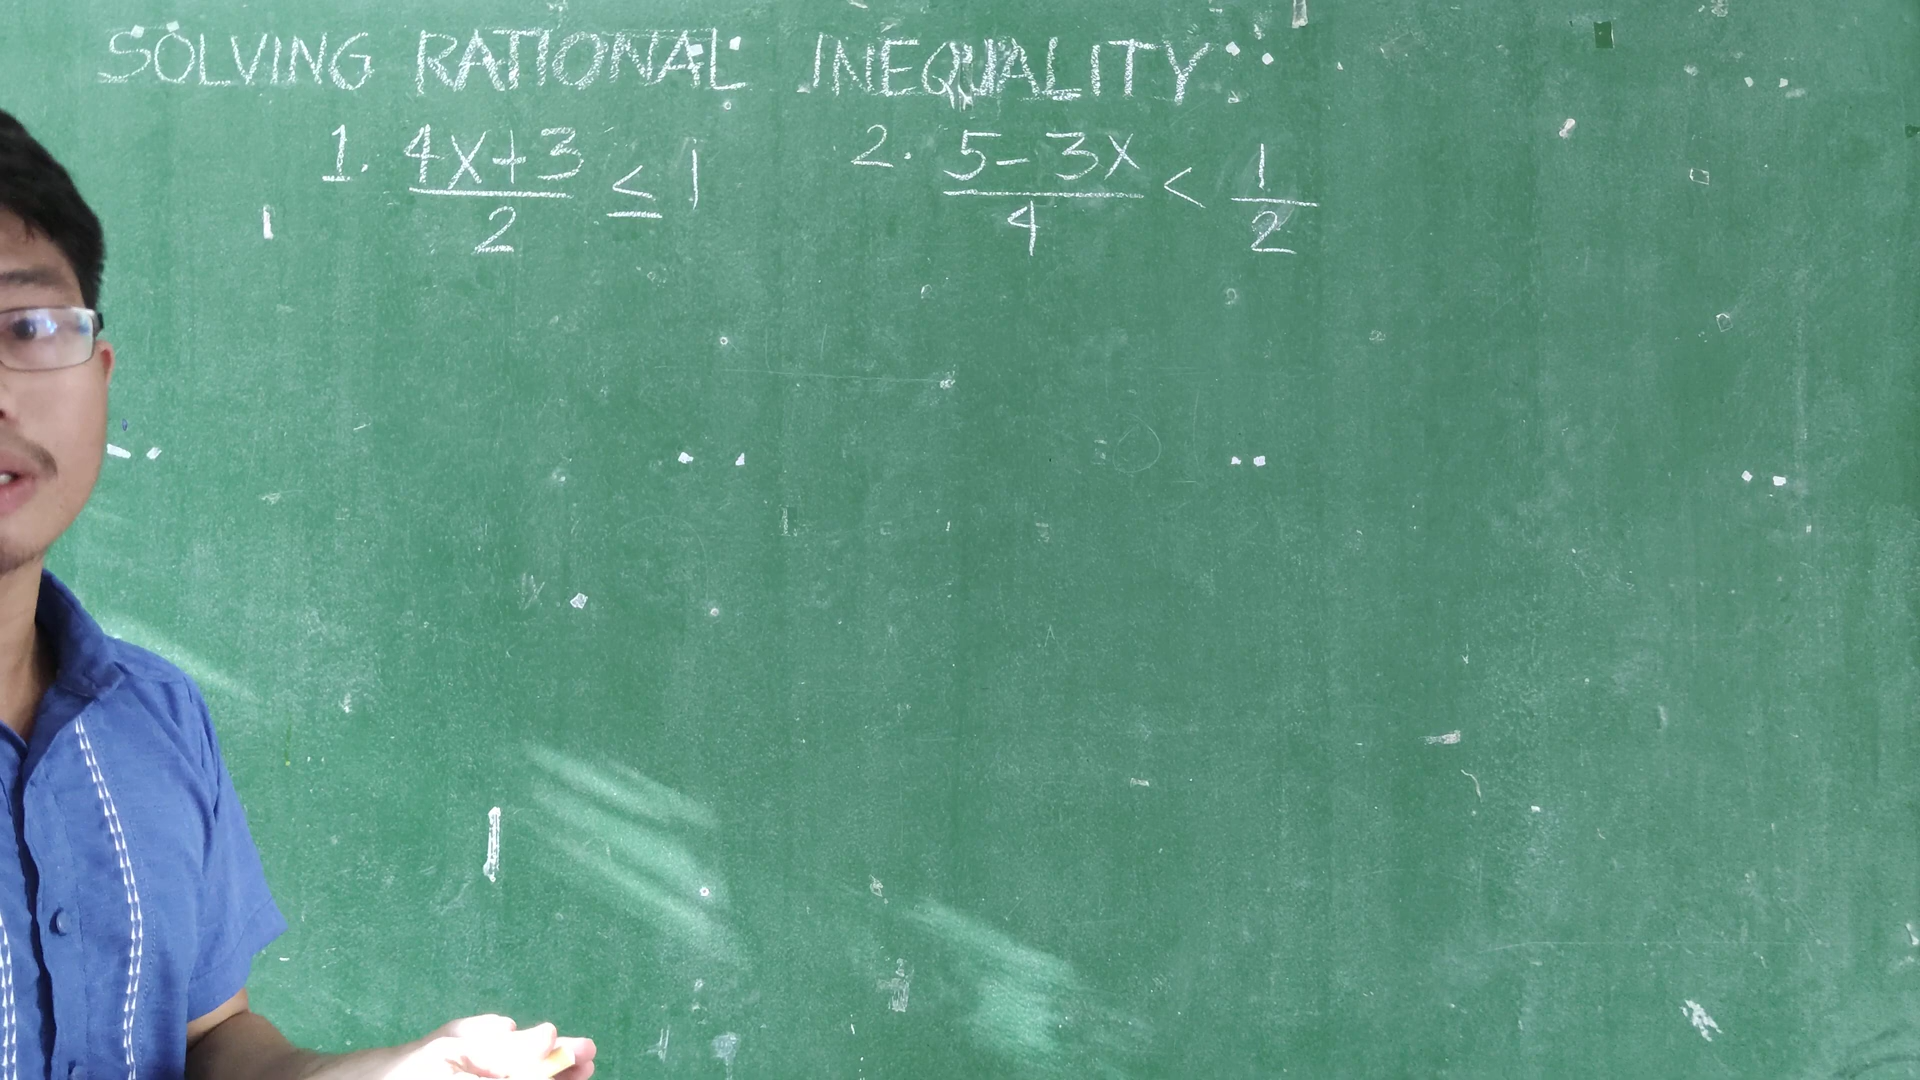 SOLVING RATIONAL INEQUALITY:
1. (4X+3)/2 ≤ 1 2. (5-3X)/4 < 1/2